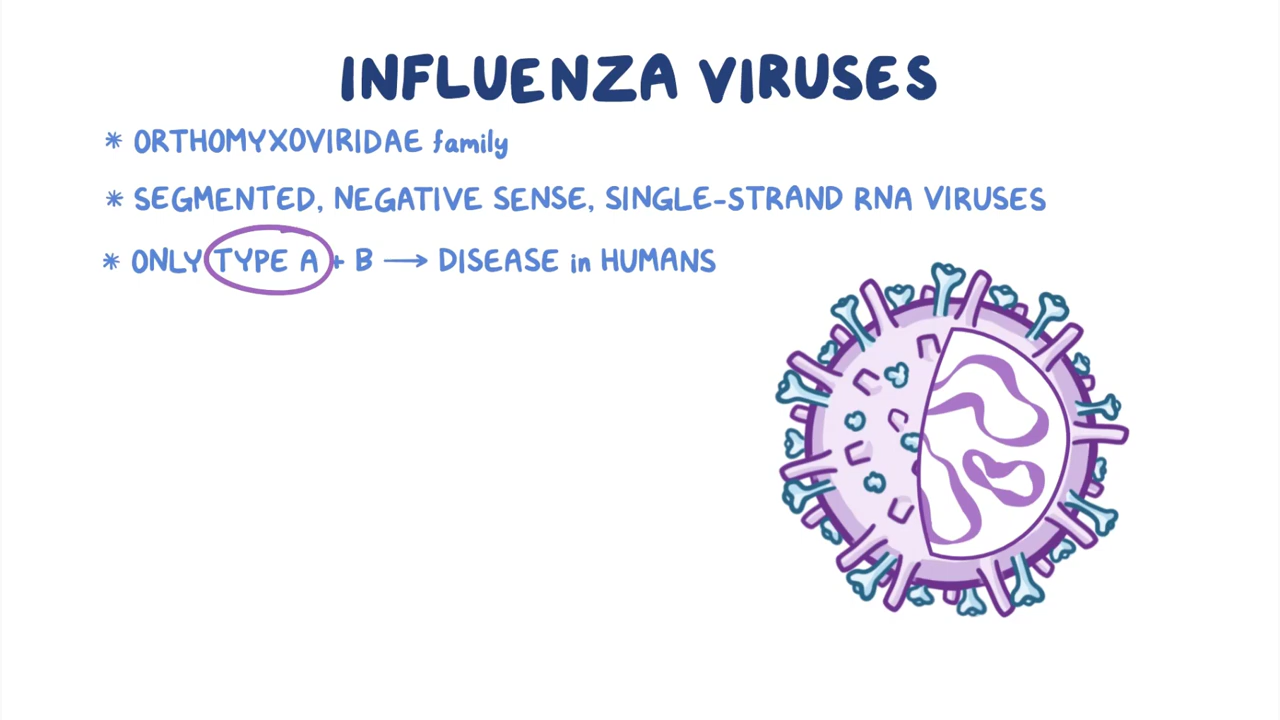 INFLUENZA VIRUSES
* ORTHOMYXOVIRIDAE family
* SEGMENTED, NEGATIVE SENSE, SINGLE-STRAND RNA VIRUSES
* ONLY TYPE A + B → DISEASE in HUMANS